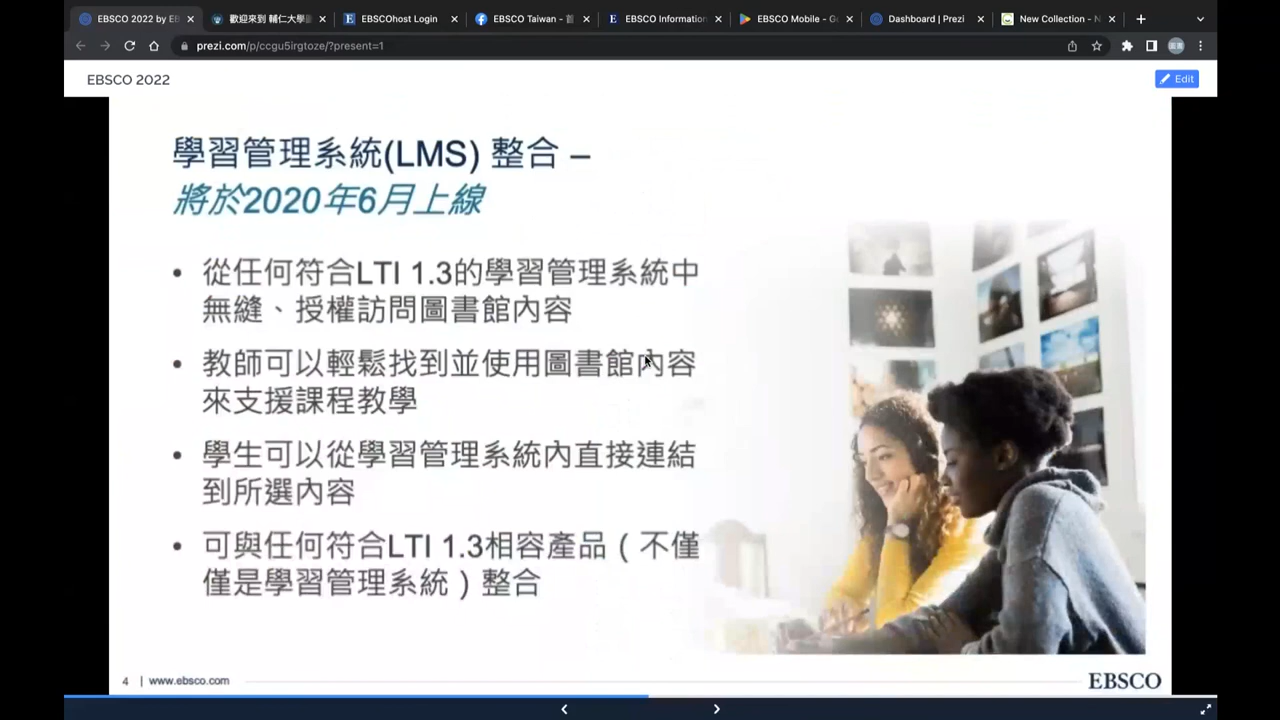 EBSCO 2022 by E
歡迎來到 輔仁大學
EBSCOhost Login
EBSCO Taiwan -
EBSCO Information
EBSCO Mobile - G
Dashboard | Prezi
New Collection - N
prezi.com/p/ccgu5irgtoze/?present=1
EBSCO 2022
Edit
學習管理系統(LMS) 整合 –
將於2020年6月上線
• 從任何符合LTI 1.3的學習管理系統中
無縫、授權訪問圖書館內容
• 教師可以輕鬆找到並使用圖書館內容
來支援課程教學
• 學生可以從學習管理系統內直接連結
到所選內容
• 可與任何符合LTI 1.3相容產品（不僅
僅是學習管理系統）整合
4 | www.ebsco.com
EBSCO